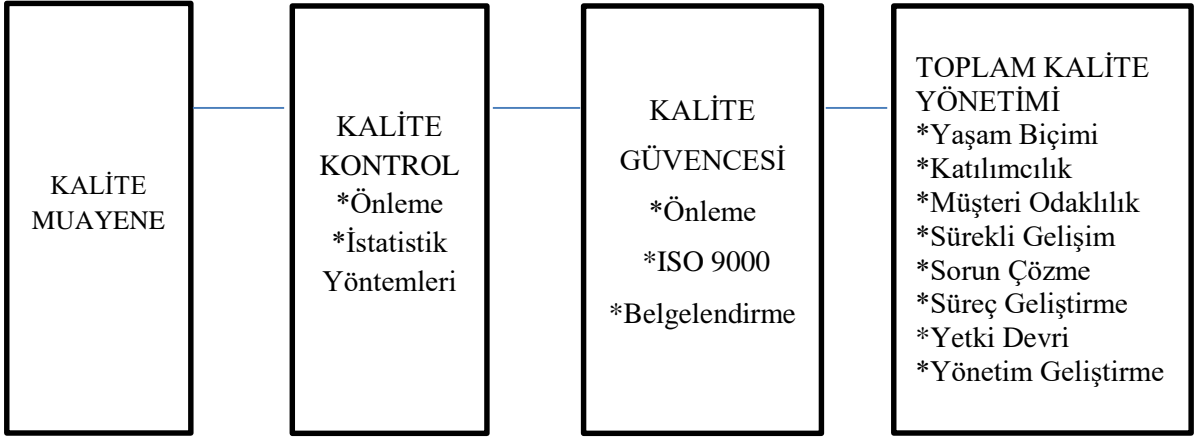 KALİTE
MUAYENE
KALİTE
KONTROL
*Önleme
*İstatistik
Yöntemleri
KALİTE
GÜVENCESİ
*Önleme
*ISO 9000
*Belgelendirme
TOPLAM KALİTE
YÖNETİMİ
*Yaşam Biçimi
*Katılımcılık
*Müşteri Odaklılık
*Sürekli Gelişim
*Sorun Çözme
*Süreç Geliştirme
*Yetki Devri
*Yönetim Geliştirme